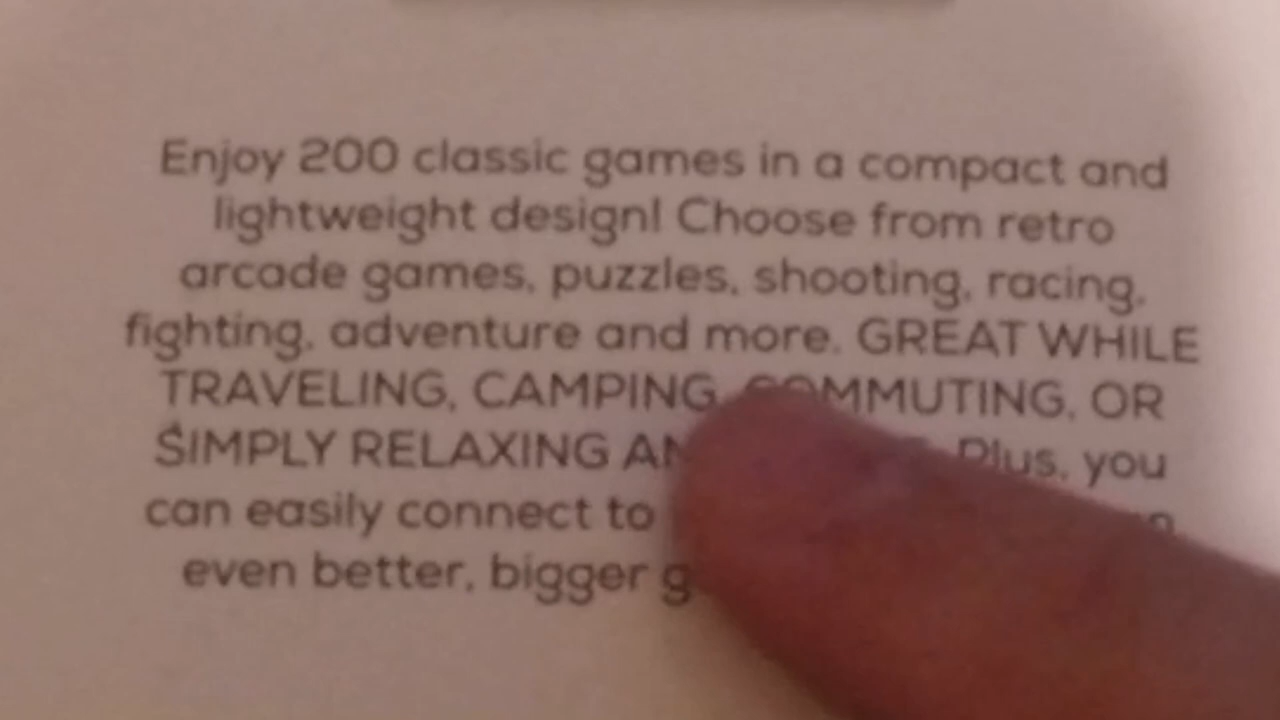 Enjoy 200 classic games in a compact and
lightweight design! Choose from retro
arcade games, puzzles, shooting, racing,
fighting, adventure and more. GREAT WHILE
TRAVELING, CAMPING, COMMUTING, OR
SIMPLY RELAXING Plus, you
can easily connect to
even better, bigger